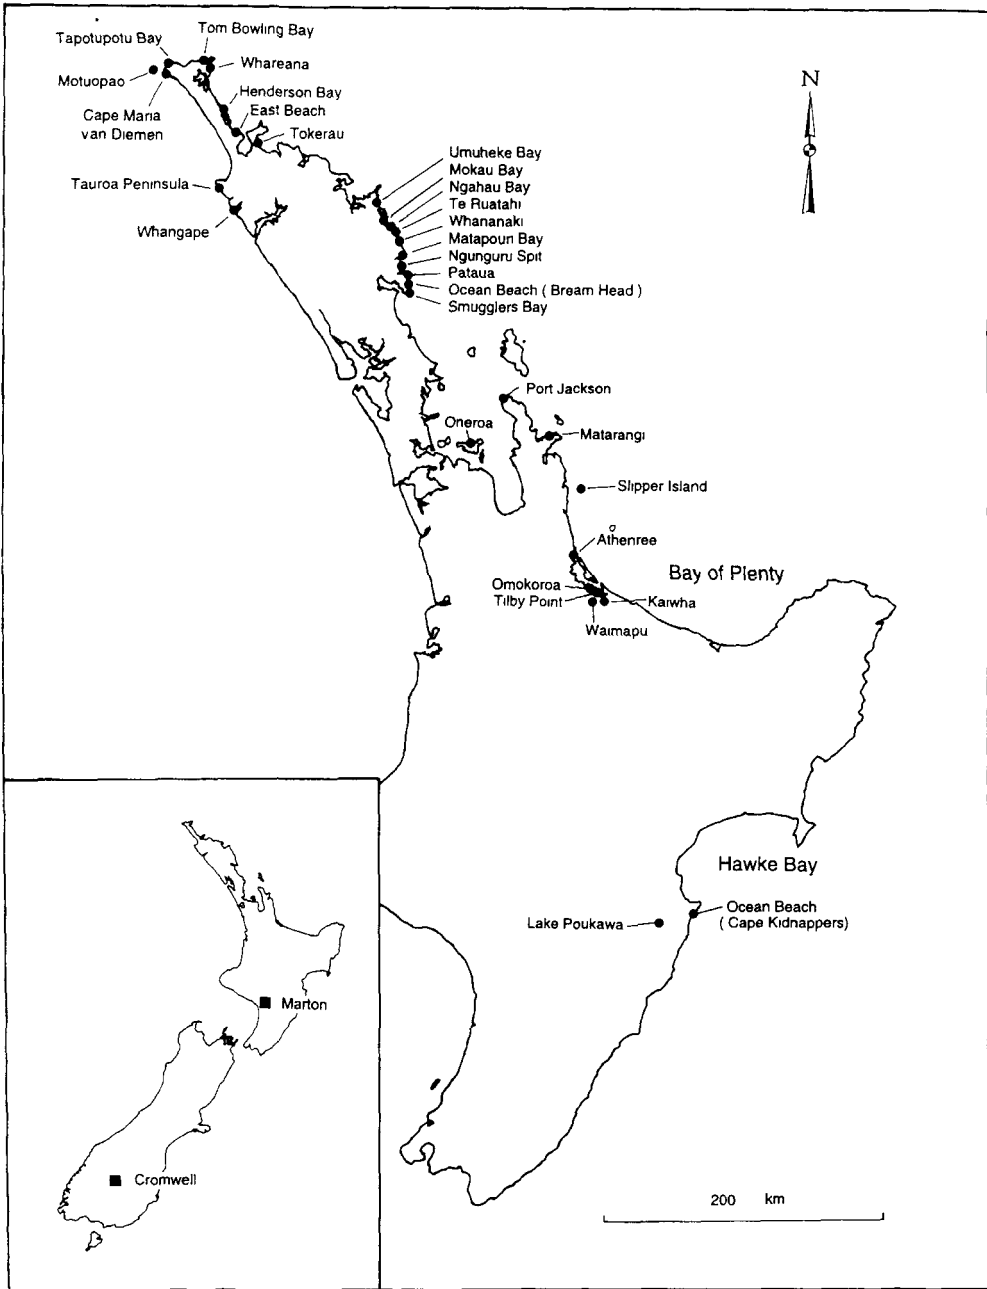 Tom Bowling Bay
Tapotupotu Bay
Whareana
Motuopao
Henderson Bay
East Beach
Cape Maria
van Diemen
Tokerau
N
Umuheke Bay
Mokau Bay
Ngahau Bay
Te Ruatahi
Whananaki
Matapouri Bay
Ngunguru Spit
Pataua
Ocean Beach ( Bream Head )
Smugglers Bay
Tauroa Peninsula
Whangape
Port Jackson
Oneroa
Matarangi
Slipper Island
Athenree
Bay of Plenty
Omokoroa
Tilby Point
Kaiwha
Waimapu
Hawke Bay
Ocean Beach
( Cape Kidnappers)
Lake Poukawa
Marton
Cromwell
200 km